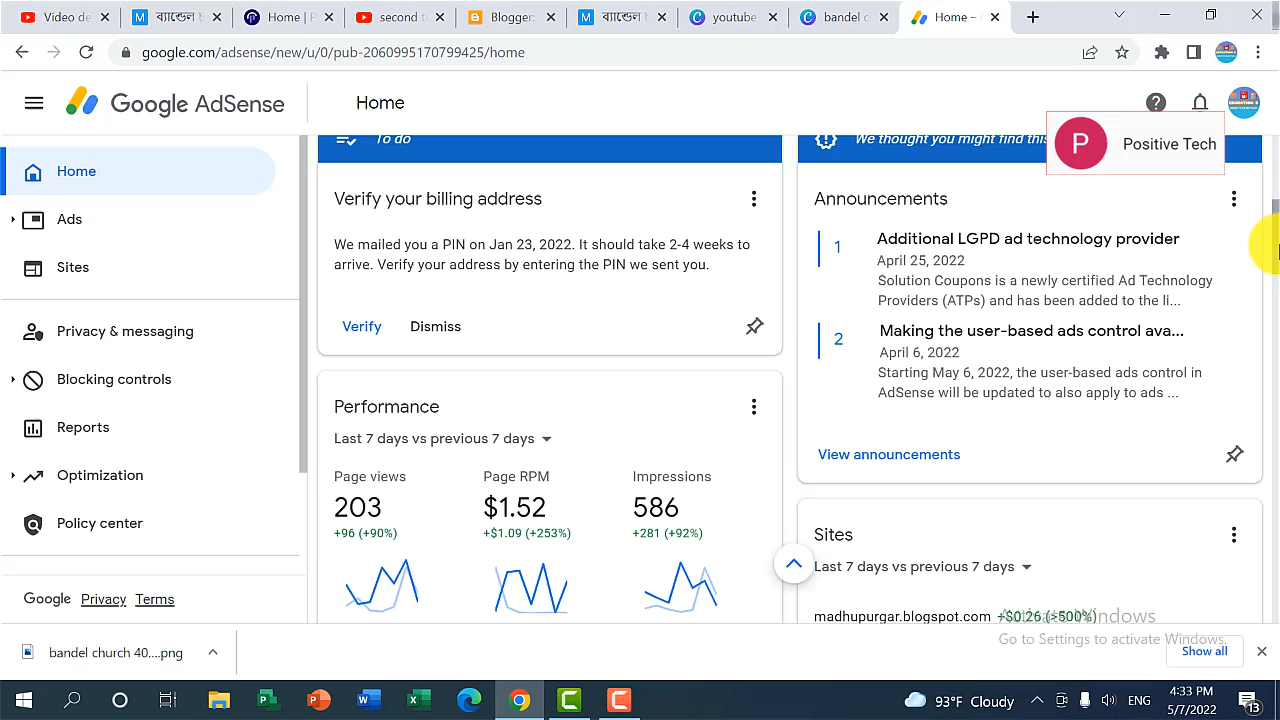 Video de
ব্যান্ডেল চ
Home | P
second t
Blogger:
ব্যান্ডেল চ
youtube
bandel ch
Home –
google.com/adsense/new/u/0/pub-2060995170799425/home
Google AdSense
Home
To do
We thought you might find this
P Positive Tech
Home
Ads
Sites
Privacy & messaging
Blocking controls
Reports
Optimization
Policy center
Google Privacy Terms
Verify your billing address
We mailed you a PIN on Jan 23, 2022. It should take 2-4 weeks to
arrive. Verify your address by entering the PIN we sent you.
Verify Dismiss
Performance
Last 7 days vs previous 7 days
Page views Page RPM Impressions
203 $1.52 586
+96 (+90%) +$1.09 (+253%) +281 (+92%)
Announcements
1 Additional LGPD ad technology provider
April 25, 2022
Solution Coupons is a newly certified Ad Technology
Providers (ATPs) and has been added to the li...
2 Making the user-based ads control ava...
April 6, 2022
Starting May 6, 2022, the user-based ads control in
AdSense will be updated to also apply to ads ...
View announcements
Sites
Last 7 days vs previous 7 days
madhupurgar.blogspot.com +$0.26 (+500%)
Activate Windows
Go to Settings to activate Windows.
bandel church 40....png
Show all
93°F Cloudy
ENG
4:33 PM
5/7/2022
13